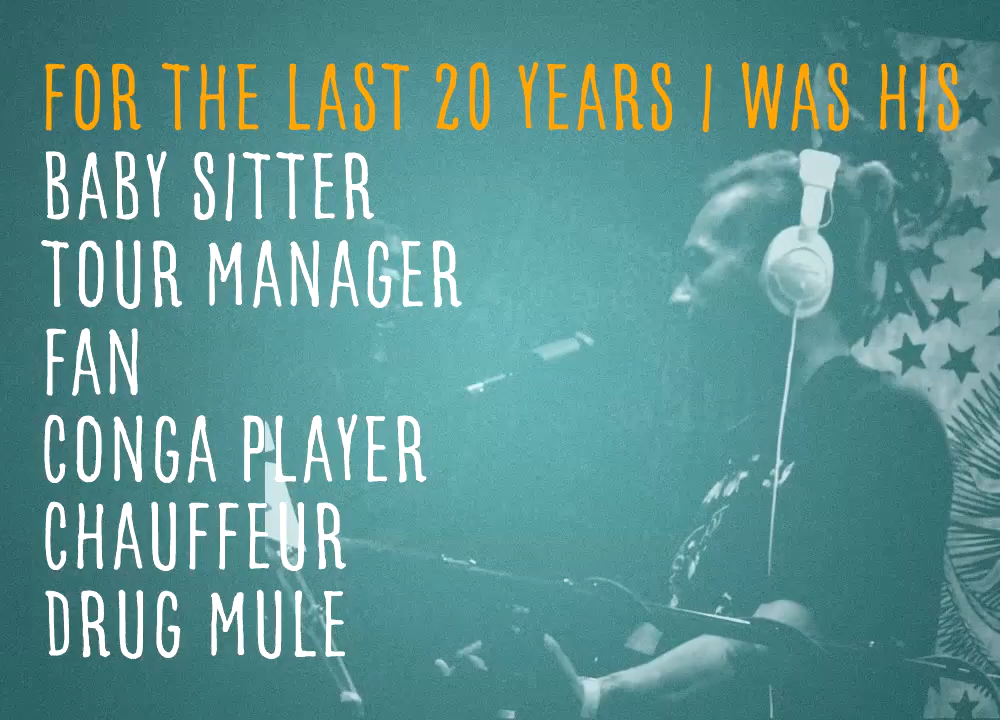 FOR THE LAST 20 YEARS I WAS HIS
BABY SITTER
TOUR MANAGER
FAN
CONGA PLAYER
CHAUFFEUR
DRUG MULE